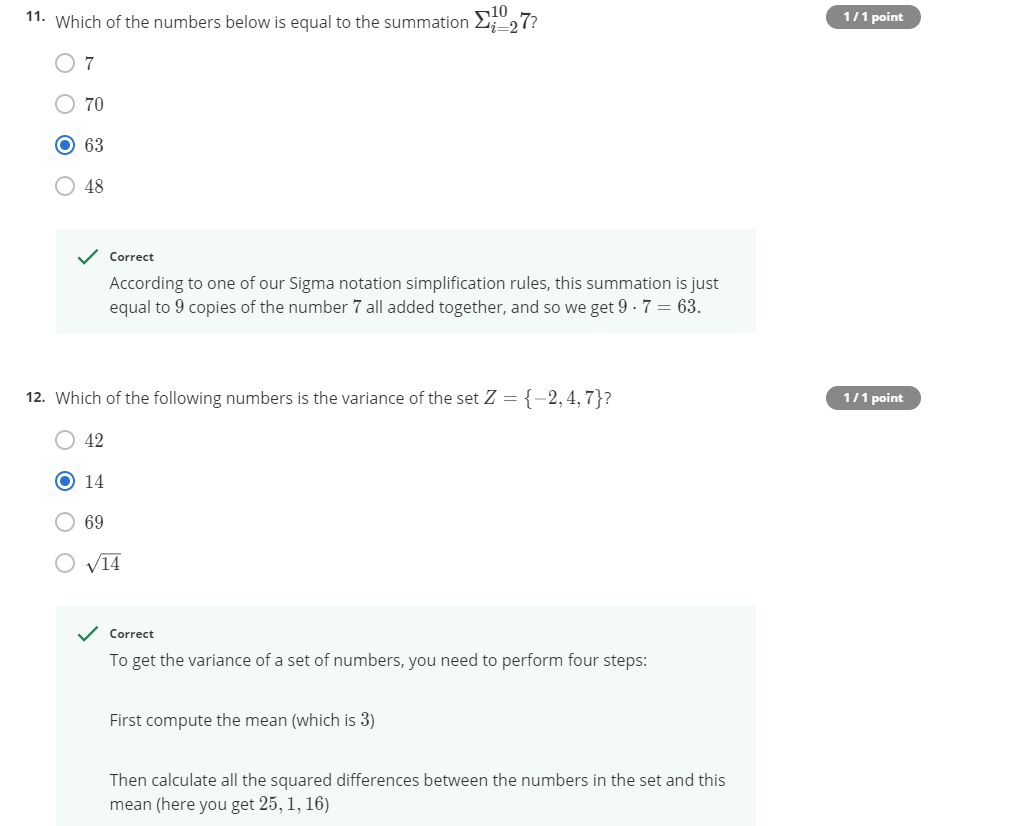 11. Which of the numbers below is equal to the summation Σ_{i=2}^{10} 7? 1 / 1 point
7
70
63
48
Correct
According to one of our Sigma notation simplification rules, this summation is just
equal to 9 copies of the number 7 all added together, and so we get 9 · 7 = 63.
12. Which of the following numbers is the variance of the set Z = {−2, 4, 7}? 1 / 1 point
42
14
69
√14
Correct
To get the variance of a set of numbers, you need to perform four steps:
First compute the mean (which is 3)
Then calculate all the squared differences between the numbers in the set and this
mean (here you get 25, 1, 16)